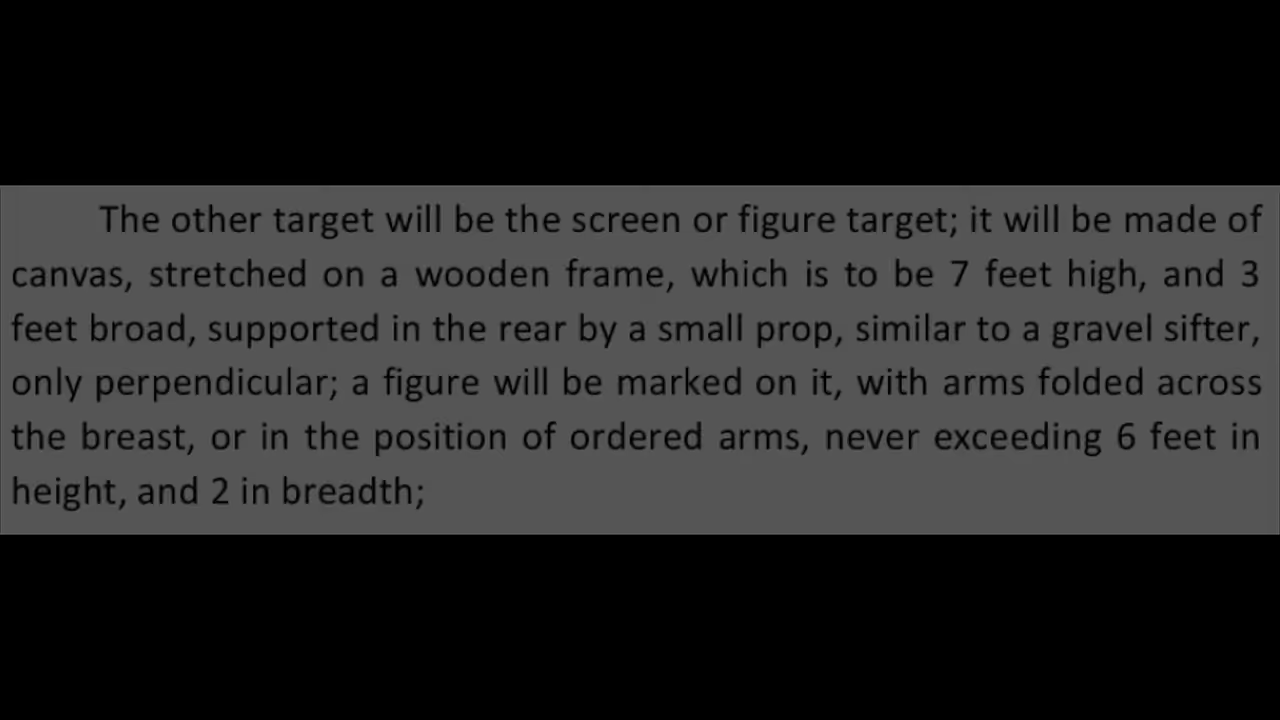 The other target will be the screen or figure target; it will be made of
canvas, stretched on a wooden frame, which is to be 7 feet high, and 3
feet broad, supported in the rear by a small prop, similar to a gravel sifter,
only perpendicular; a figure will be marked on it, with arms folded across
the breast, or in the position of ordered arms, never exceeding 6 feet in
height, and 2 in breadth;